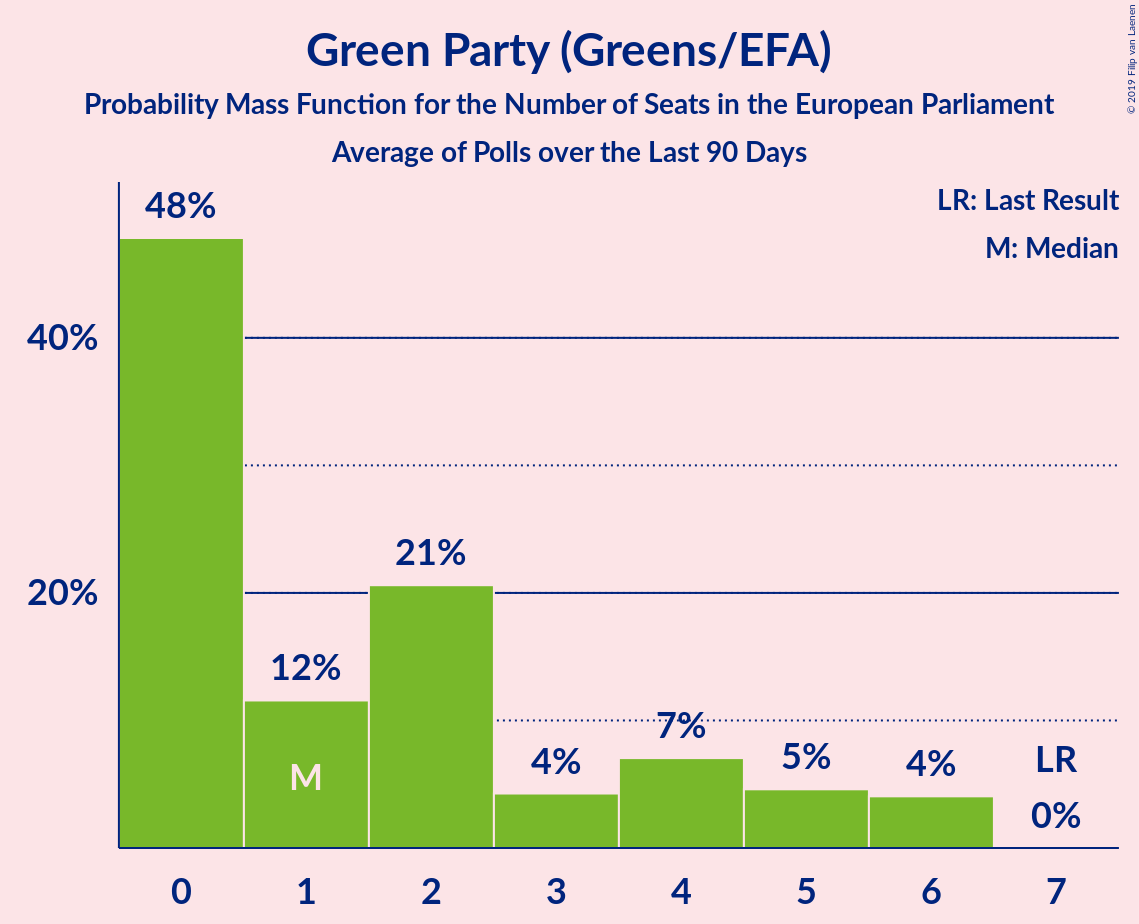 Green Party (Greens/EFA)
Probability Mass Function for the Number of Seats in the European Parliament
Average of Polls over the Last 90 Days
© 2019 Filip van Laenen
LR: Last Result
M: Median
48%
40%
21%
20%
12%
7%
4%
5%
4%
LR
M
0%
0 1 2 3 4 5 6 7